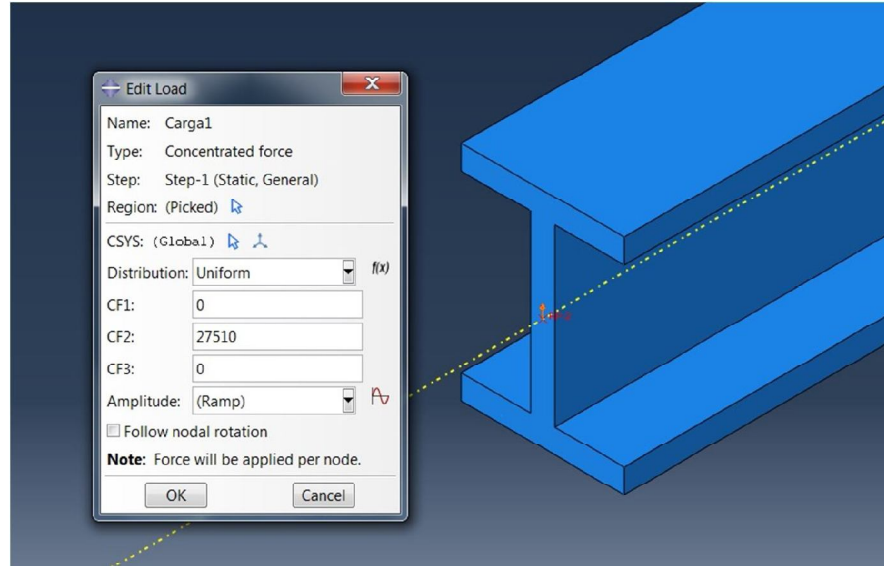 Edit Load
Name: Carga1
Type: Concentrated force
Step: Step-1 (Static, General)
Region: (Picked)
CSYS: (Global)
Distribution: Uniform f(x)
CF1: 0
CF2: 27510
CF3: 0
Amplitude: (Ramp)
Follow nodal rotation
Note: Force will be applied per node.
OK Cancel